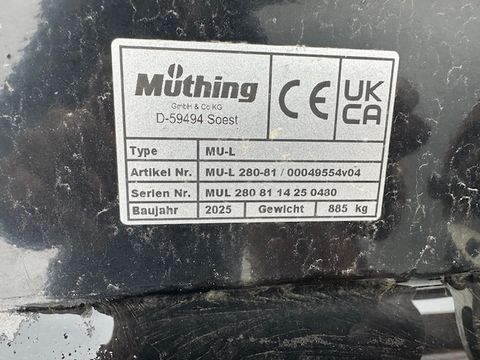 Müthing
GmbH & Co KG
D-59494 Soest
CE
UK
CA
Type MU-L
Artikel Nr. MU-L 280-81 / 00049554v04
Serien Nr. MUL 280 81 14 25 0480
Baujahr 2025 Gewicht 885 kg